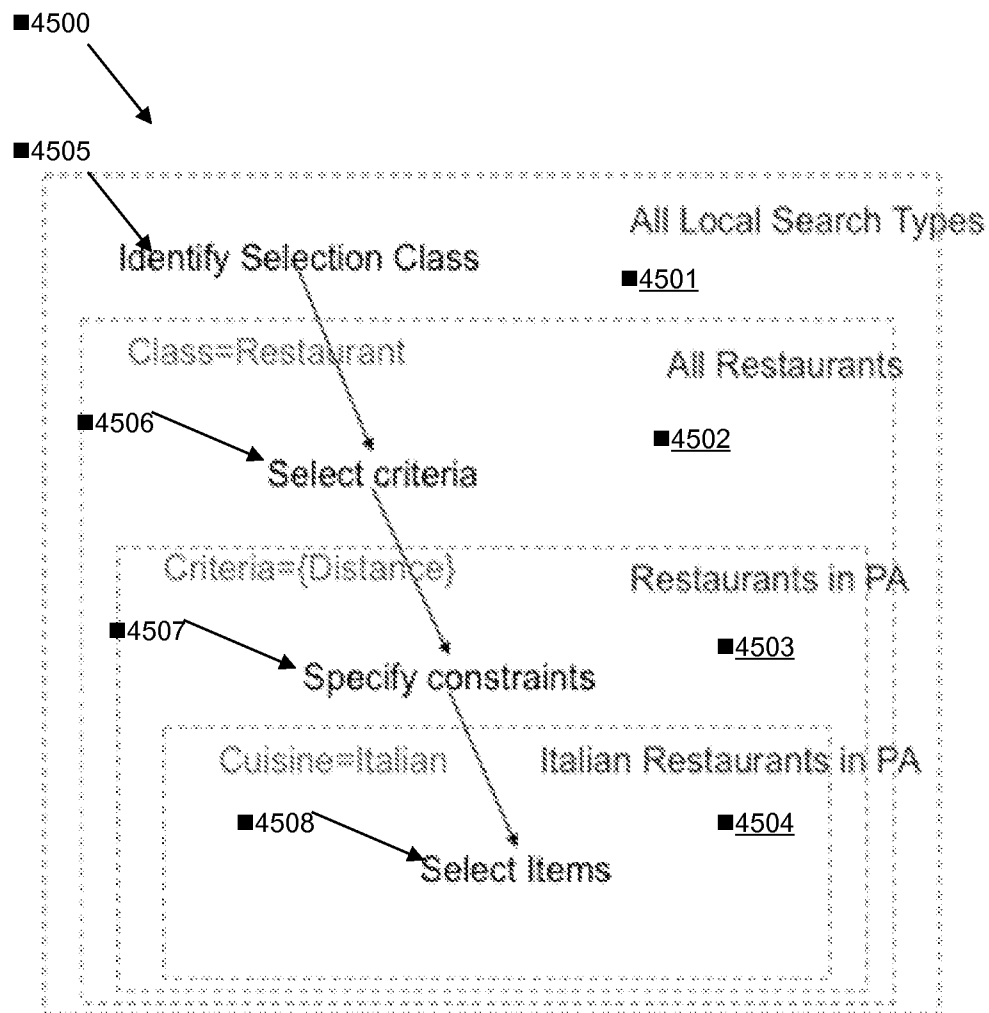 ■4500
■4505
All Local Search Types
Identify Selection Class
■4501
Class=Restaurant
All Restaurants
■4506
■4502
Select criteria
Criteria={Distance}
Restaurants in PA
■4507
■4503
Specify constraints
Cuisine=Italian
Italian Restaurants in PA
■4508
■4504
Select Items